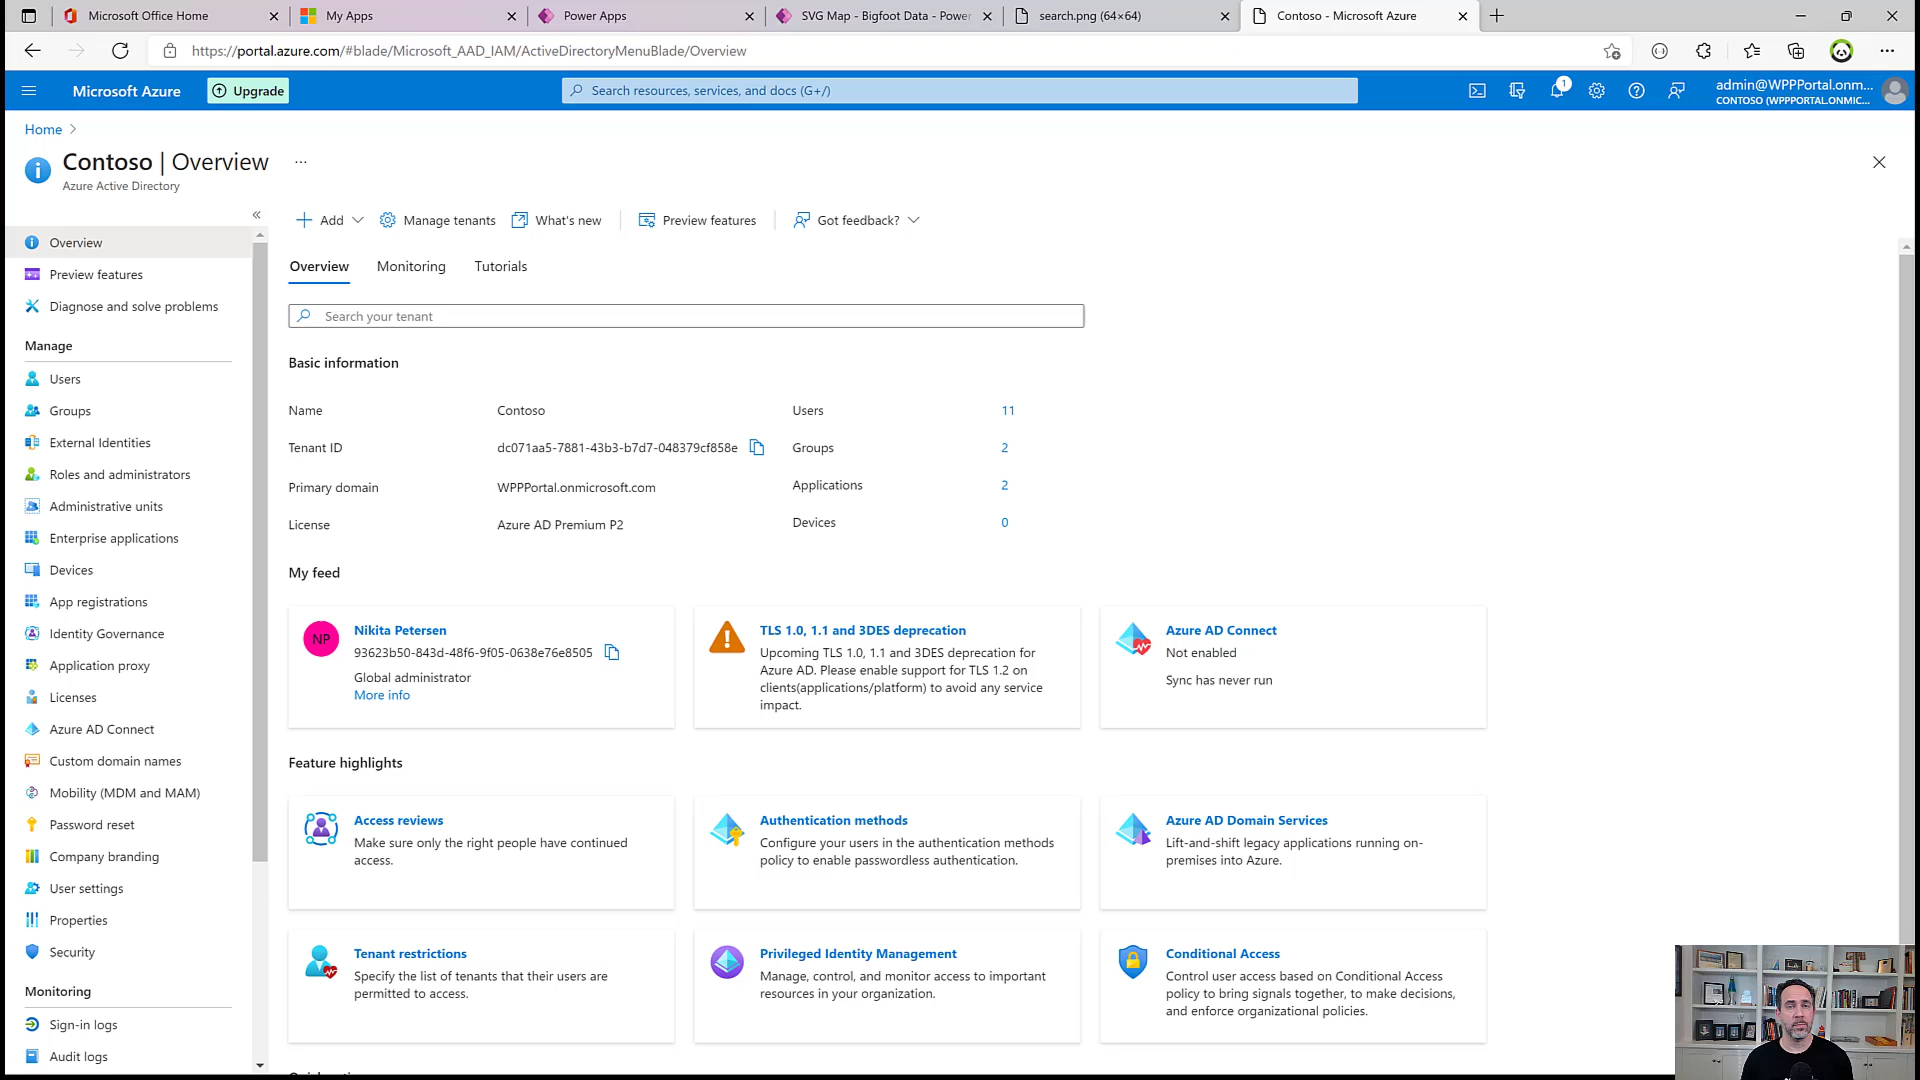 Microsoft Office Home
My Apps
Power Apps
SVG Map - Bigfoot Data - Power
search.png (64×64)
Contoso - Microsoft Azure
https://portal.azure.com/#blade/Microsoft_AAD_IAM/ActiveDirectoryMenuBlade/Overview
Microsoft Azure
Upgrade
Search resources, services, and docs (G+/)
1
admin@WPPPortal.onm...
CONTOSO (WPPPORTAL.ONMIC...
Home
Contoso | Overview
...
Azure Active Directory
Add
Manage tenants
What's new
Preview features
Got feedback?
Overview
Preview features
Diagnose and solve problems
Manage
Users
Groups
External Identities
Roles and administrators
Administrative units
Enterprise applications
Devices
App registrations
Identity Governance
Application proxy
Licenses
Azure AD Connect
Custom domain names
Mobility (MDM and MAM)
Password reset
Company branding
User settings
Properties
Security
Monitoring
Sign-in logs
Audit logs
Overview
Monitoring
Tutorials
Search your tenant
Basic information
Name
Contoso
Users
11
Tenant ID
dc071aa5-7881-43b3-b7d7-048379cf858e
Groups
2
Primary domain
WPPPortal.onmicrosoft.com
Applications
2
License
Azure AD Premium P2
Devices
0
My feed
NP
Nikita Petersen
93623b50-843d-48f6-9f05-0638e76e8505
Global administrator
More info
TLS 1.0, 1.1 and 3DES deprecation
Upcoming TLS 1.0, 1.1 and 3DES deprecation for
Azure AD. Please enable support for TLS 1.2 on
clients(applications/platform) to avoid any service
impact.
Azure AD Connect
Not enabled
Sync has never run
Feature highlights
Access reviews
Make sure only the right people have continued
access.
Authentication methods
Configure your users in the authentication methods
policy to enable passwordless authentication.
Azure AD Domain Services
Lift-and-shift legacy applications running on-
premises into Azure.
Tenant restrictions
Specify the list of tenants that their users are
permitted to access.
Privileged Identity Management
Manage, control, and monitor access to important
resources in your organization.
Conditional Access
Control user access based on Conditional Access
policy to bring signals together, to make decisions,
and enforce organizational policies.